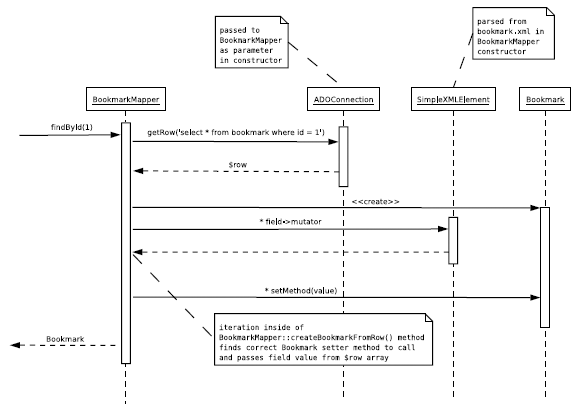 passed to
BookmarkMapper
as parameter
in constructor
parsed from
bookmark.xml in
BookmarkMapper
constructor
BookmarkMapper
ADOConnection
SimpleXMLElement
Bookmark
findById(1)
getRow('select * from bookmark where id = 1')
$row
<<create>>
* field->mutator
* setMethod(value)
iteration inside of
BookmarkMapper::createBookmarkFromRow() method
finds correct Bookmark setter method to call
and passes field value from $row array
Bookmark